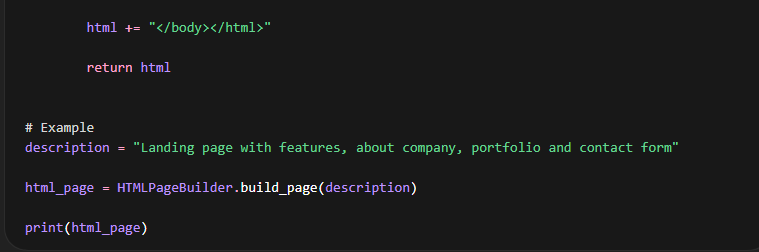 html += "</body></html>"
return html
# Example
description = "Landing page with features, about company, portfolio and contact form"
html_page = HTMLPageBuilder.build_page(description)
print(html_page)